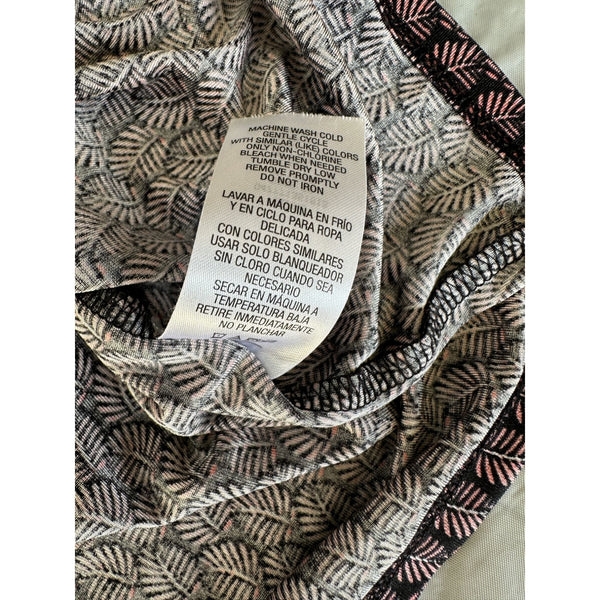 MACHINE WASH COLD
GENTLE CYCLE
WITH SIMILAR (LIKE) COLORS
ONLY NON-CHLORINE
BLEACH WHEN NEEDED
TUMBLE DRY LOW
REMOVE PROMPTLY
DO NOT IRON
LAVAR A MÁQUINA EN FRÍO
Y EN CICLO PARA ROPA
DELICADA
CON COLORES SIMILARES
USAR SOLO BLANQUEADOR
SIN CLORO CUANDO SEA
NECESARIO
SECAR EN MÁQUINA A
TEMPERATURA BAJA
RETIRE INMEDIATAMENTE
NO PLANCHAR